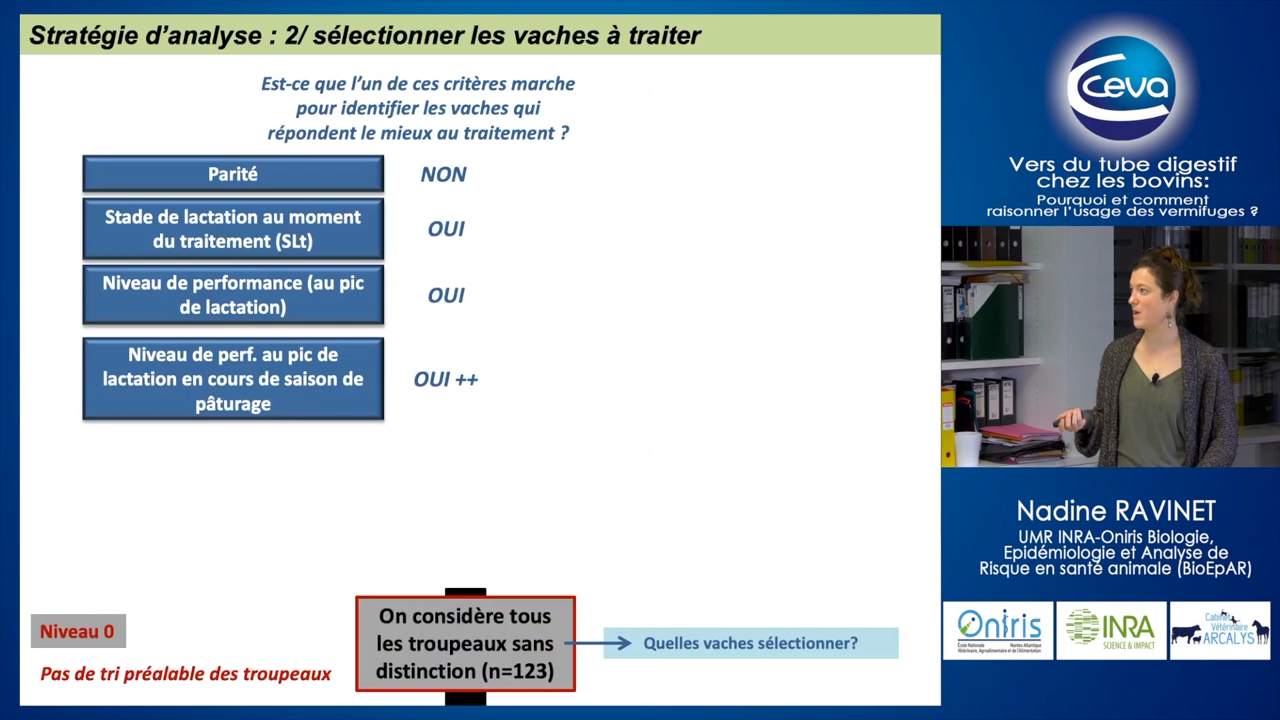 Stratégie d’analyse : 2/ sélectionner les vaches à traiter
Est-ce que l’un de ces critères marche
pour identifier les vaches qui
répondent le mieux au traitement ?
Parité
NON
Stade de lactation au moment
du traitement (SLt)
OUI
Niveau de performance (au pic
de lactation)
OUI
Niveau de perf. au pic de
lactation en cours de saison de
pâturage
OUI ++
Niveau 0
Pas de tri préalable des troupeaux
On considère tous
les troupeaux sans
distinction (n=123)
Quelles vaches sélectionner?
Ceva
Vers du tube digestif
chez les bovins:
Pourquoi et comment
raisonner l’usage des vermifuges ?
Nadine RAVINET
UMR INRA-Oniris Biologie,
Epidémiologie et Analyse de
Risque en santé animale (BioEpAR)
Oniris
INRA
SCIENCE & IMPACT
Cabinet
Vétérinaire
ARCALYS